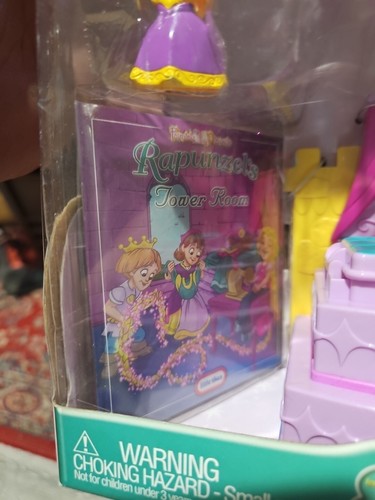 Rapunzel's
Tower Room
WARNING
CHOKING HAZARD - Small
Not for children under 3 years